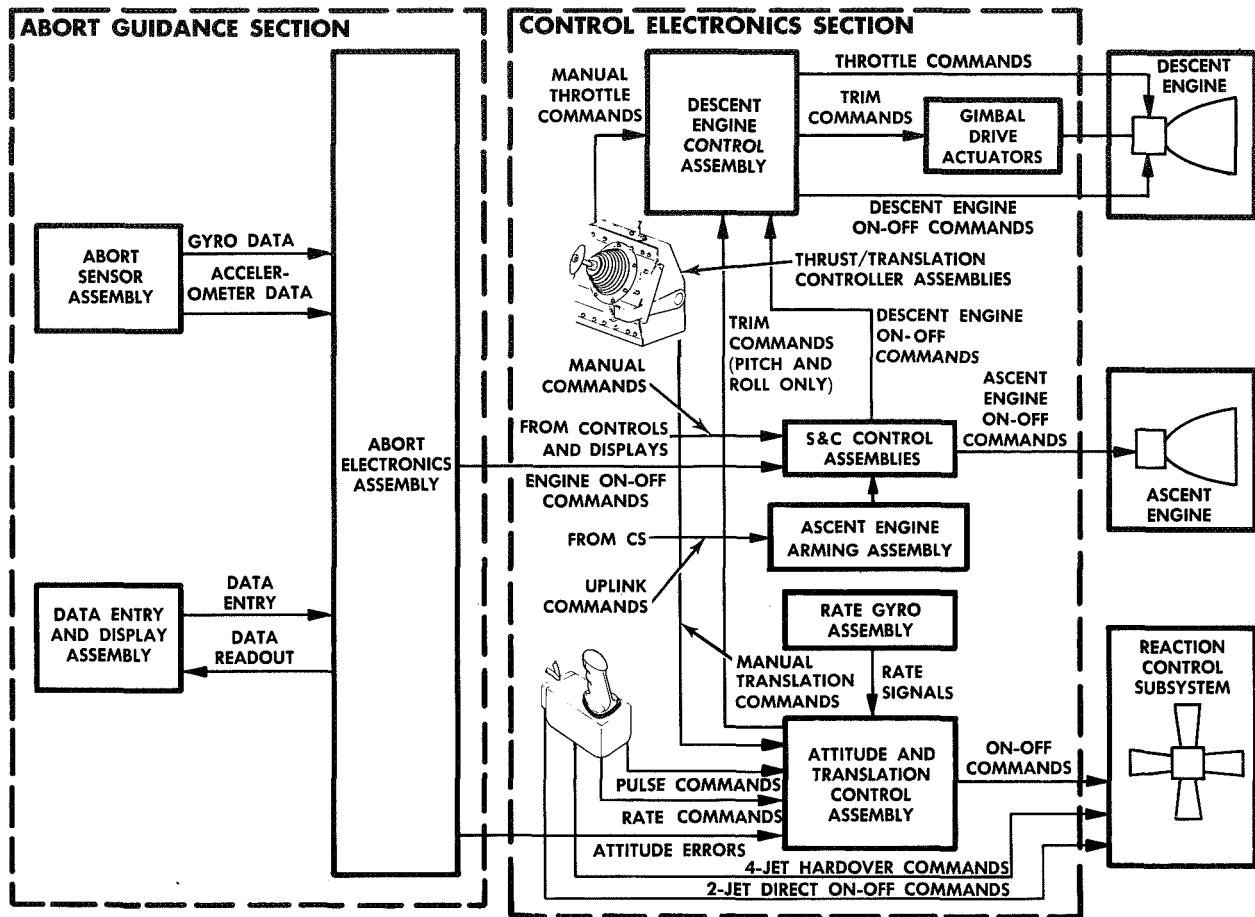 ABORT GUIDANCE SECTION
CONTROL ELECTRONICS SECTION
MANUAL
THROTTLE
COMMANDS
DESCENT
ENGINE
CONTROL
ASSEMBLY
THROTTLE COMMANDS
TRIM
COMMANDS
GIMBAL
DRIVE
ACTUATORS
DESCENT
ENGINE
DESCENT ENGINE
ON-OFF COMMANDS
GYRO DATA
ABORT
SENSOR
ASSEMBLY
ACCELER-
OMETER DATA
THRUST/TRANSLATION
CONTROLLER ASSEMBLIES
TRIM
COMMANDS
(PITCH AND
ROLL ONLY)
DESCENT ENGINE
ON-OFF
COMMANDS
MANUAL
COMMANDS
ASCENT
ENGINE
ON-OFF
COMMANDS
FROM CONTROLS
AND DISPLAYS
S&C CONTROL
ASSEMBLIES
ABORT
ELECTRONICS
ASSEMBLY
ENGINE ON-OFF
COMMANDS
ASCENT
ENGINE
FROM CS
ASCENT ENGINE
ARMING ASSEMBLY
UPLINK
COMMANDS
DATA
ENTRY
DATA ENTRY
AND DISPLAY
ASSEMBLY
DATA
READOUT
RATE GYRO
ASSEMBLY
MANUAL
TRANSLATION
COMMANDS
RATE
SIGNALS
REACTION
CONTROL
SUBSYSTEM
ATTITUDE AND
TRANSLATION
CONTROL
ASSEMBLY
ON-OFF
COMMANDS
PULSE COMMANDS
RATE COMMANDS
ATTITUDE ERRORS
4-JET HARDOVER COMMANDS
2-JET DIRECT ON-OFF COMMANDS